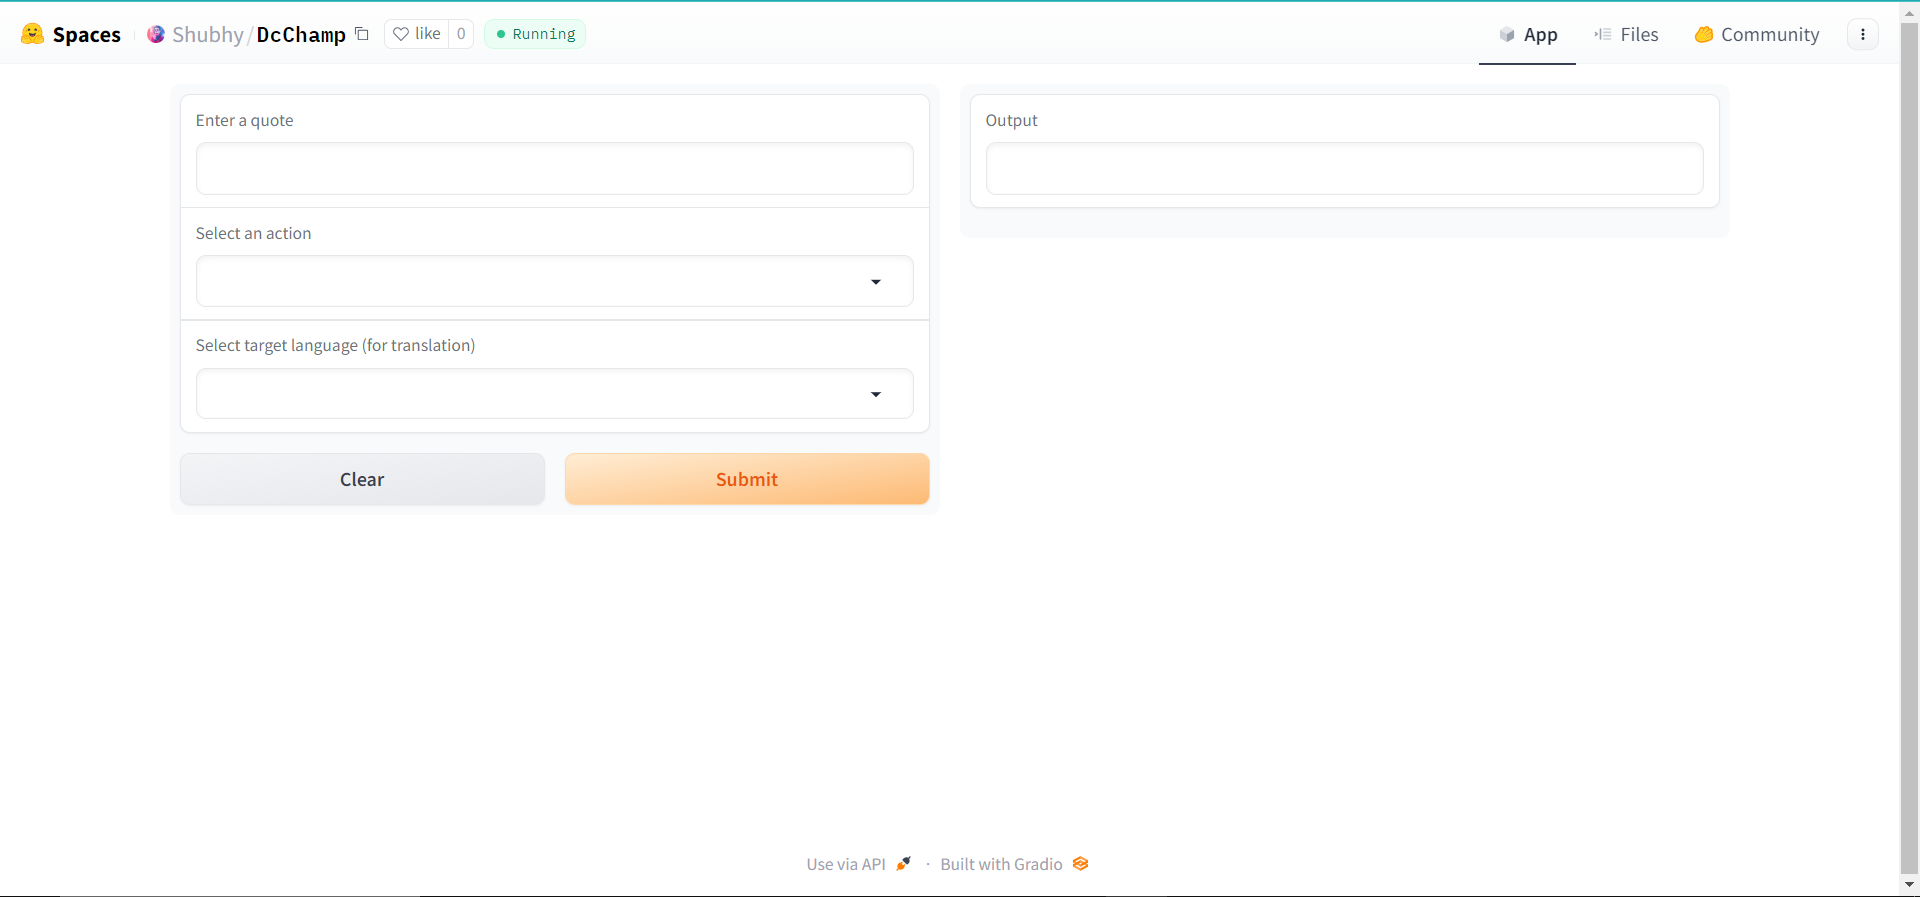 Spaces Shubhy/DcChamp like 0 Running App Files Community
Enter a quote
Select an action
Select target language (for translation)
Clear Submit
Output
Use via API · Built with Gradio